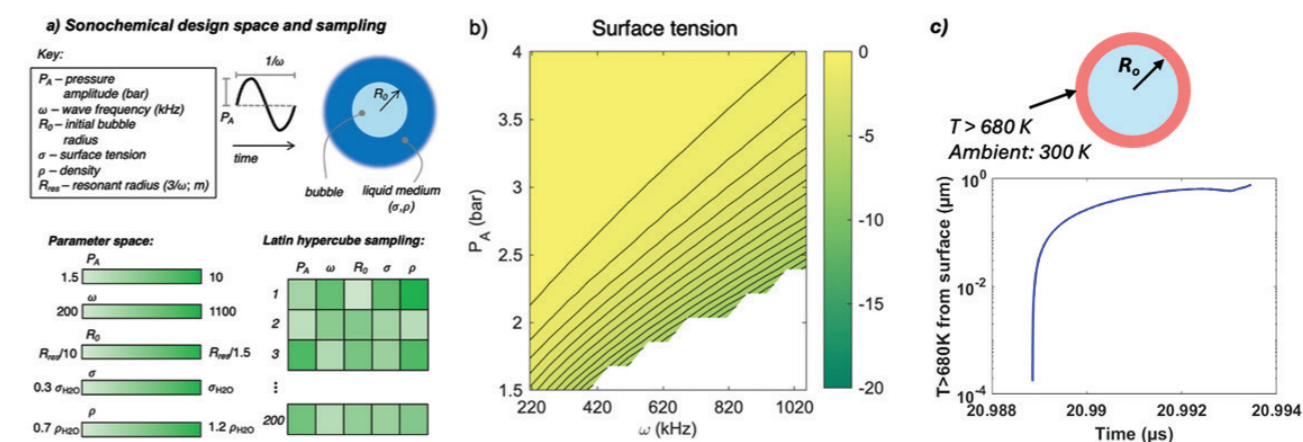 a) Sonochemical design space and sampling
Key:
P_A – pressure
amplitude (bar)
ω – wave frequency (kHz)
R_0 – initial bubble
radius
σ – surface tension
ρ – density
R_res – resonant radius (3/ω; m)
1/ω
P_A
time
R_0
bubble
liquid medium
(σ,ρ)
Parameter space:
P_A
1.5 10
ω
200 1100
R_0
R_res/10 R_res/1.5
σ
0.3 σ_H2O σ_H2O
ρ
0.7 ρ_H2O 1.2 ρ_H2O
Latin hypercube sampling:
P_A ω R_0 σ ρ
1
2
3
⋮
200
b) Surface tension
4
3.5
3
2.5
2
1.5
P_A (bar)
220 420 620 820 1020
ω (kHz)
0
-5
-10
-15
-20
c)
R_o
T > 680 K
Ambient: 300 K
T>680K from surface (μm)
10^0
10^-2
10^-4
20.988 20.99 20.992 20.994
Time (μs)